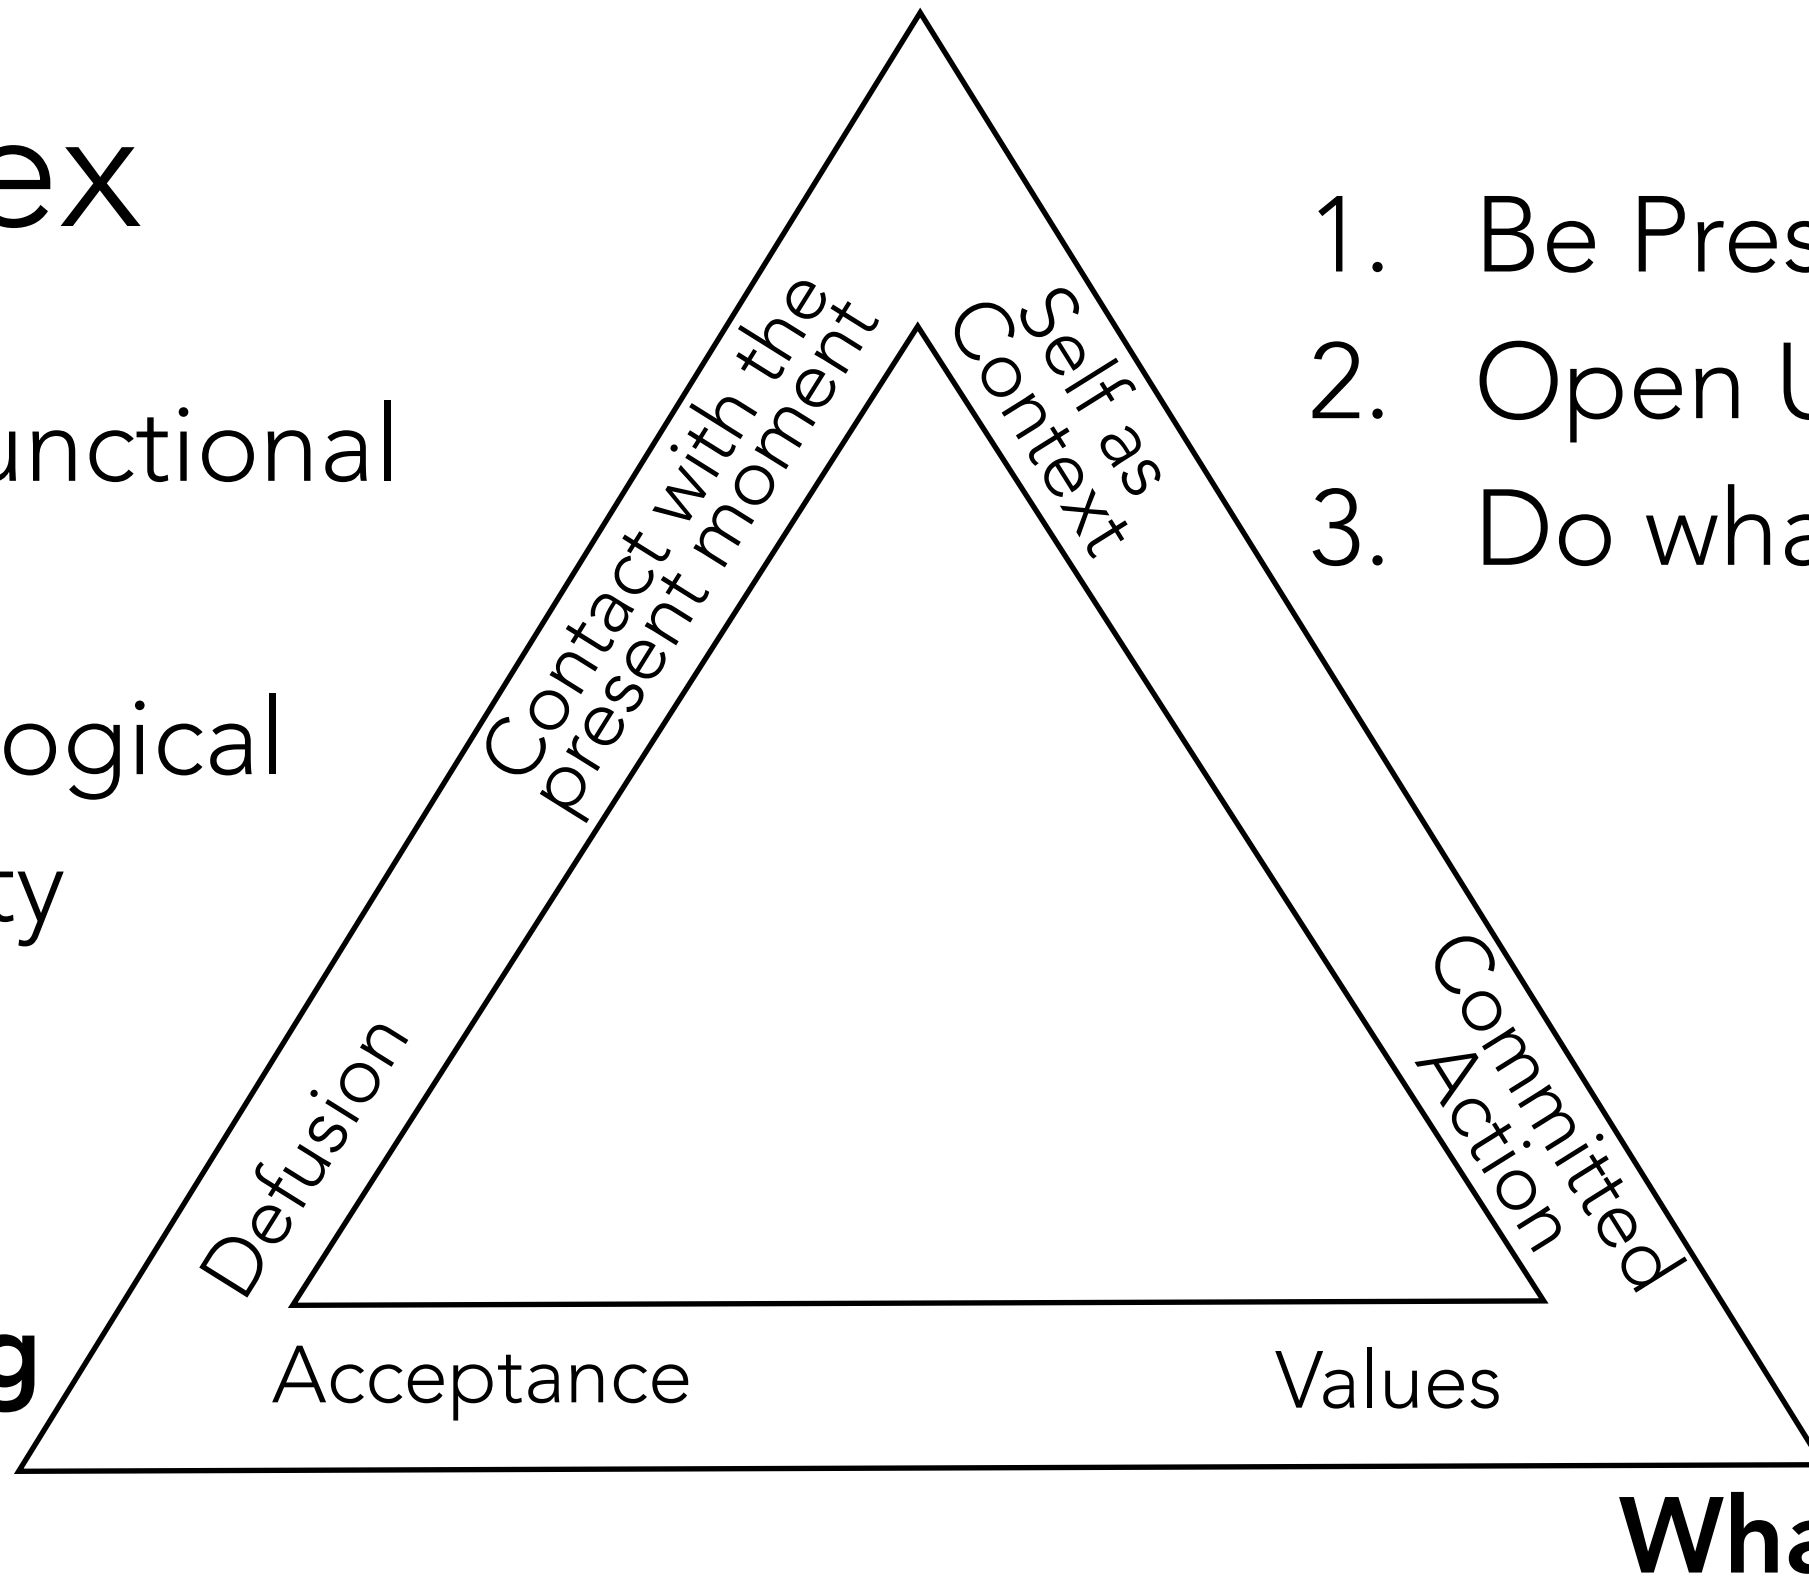 ex
unctional
ogical
ty
g
Contact with the
present moment
Self as
Context
1. Be Pres
2. Open U
3. Do wha
Defusion
Committed
Action
Acceptance
Values
Wha